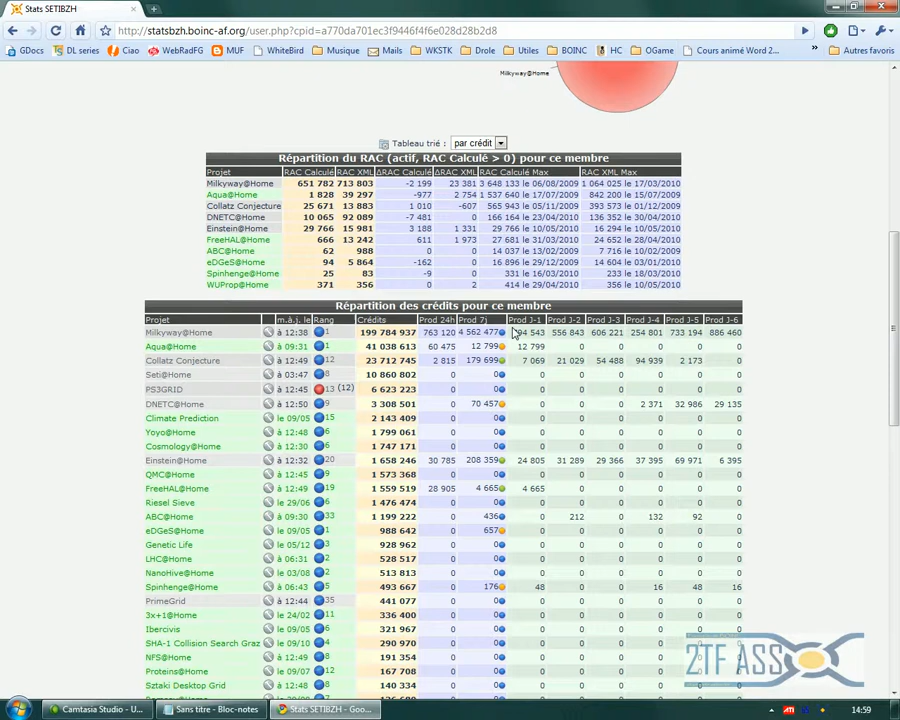 Stats SETIBZH
http://statsbzh.boinc-af.org/user.php?cpid=a770da701ec3f9464f6e028d28b2d8
GDocs DL series Ciao WebRadFG MUF WhiteBird Musique Mails WKSTK Drole Utiles BOINC HC OGame Cours animé Word 2... » Autres favoris
Milkyway@Home
Tableau trié : par crédit
Répartition du RAC (actif, RAC Calculé > 0) pour ce membre
Projet RAC Calculé RAC XML ΔRAC Calculé ΔRAC XML RAC Calculé Max RAC XML Max
Milkyway@Home 651 782 713 803 -2 199 23 381 3 648 133 le 06/08/2009 1 064 025 le 17/03/2010
Aqua@Home 1 828 39 297 -977 2 754 1 537 640 le 17/07/2009 842 200 le 15/07/2009
Collatz Conjecture 25 671 13 883 1 010 -607 565 943 le 05/11/2009 393 573 le 01/12/2009
DNETC@Home 10 065 92 089 -7 481 0 166 164 le 23/04/2010 136 352 le 30/04/2010
Einstein@Home 29 766 15 981 3 188 1 331 29 766 le 10/05/2010 16 294 le 10/05/2010
FreeHAL@Home 666 13 242 611 1 973 27 681 le 31/03/2010 24 652 le 28/04/2010
ABC@Home 62 988 0 0 14 013 le 12/07/2009 7 716 le 10/02/2009
eDGeS@Home 94 5 864 -162 0 16 896 le 29/12/2009 14 604 le 03/01/2010
Spinhenge@Home 25 83 -9 0 331 le 16/03/2010 233 le 18/03/2010
WUProp@Home 371 356 0 2 414 le 29/04/2010 356 le 10/05/2010
Répartition des crédits pour ce membre
Projet m.à.j. le Rang Crédits Prod 24h Prod 7j Prod J-1 Prod J-2 Prod J-3 Prod J-4 Prod J-5 Prod J-6
Milkyway@Home à 12:38 1 199 784 937 763 120 4 562 477 94 543 556 843 606 221 254 801 733 194 886 460
Aqua@Home à 09:31 1 41 038 613 60 475 12 799 12 799
Collatz Conjecture à 12:49 12 23 712 745 2 815 179 699 7 069 21 029 54 488 94 939 2 173 0
Seti@Home à 03:47 8 10 860 802 0 0 0 0 0 0 0 0
PS3GRID à 12:45 13 (12) 6 623 223 0 0 0 0 0 0 0 0
DNETC@Home à 12:50 9 3 308 501 0 70 457 0 0 0 2 371 32 986 29 135
Climate Prediction le 09/05 15 2 143 409 0 0 0 0 0 0 0 0
Yoyo@Home à 12:48 6 1 799 061 0 0 0 0 0 0 0 0
Cosmology@Home à 12:30 6 1 747 171 0 0 0 0 0 0 0 0
Einstein@Home à 12:32 20 1 658 246 30 785 208 359 24 805 31 289 29 366 37 395 69 971 6 395
QMC@Home à 12:45 9 1 573 368 0 0 0 0 0 0 0 0
FreeHAL@Home à 12:49 19 1 559 519 28 905 4 665 4 665 0 0 0 0 0
Riesel Sieve le 29/06 6 1 476 474 0 0 0 0 0 0 0 0
ABC@Home à 09:30 33 1 199 222 0 436 0 212 0 132 92 0
eDGeS@Home le 09/05 1 988 642 0 657 0 0 0 0 0 0
Genetic Life le 05/12 3 928 962 0 0 0 0 0 0 0 0
LHC@Home à 06:31 2 528 517 0 0 0 0 0 0 0 0
NanoHive@Home le 03/08 1 513 813 0 0 0 0 0 0 0 0
Spinhenge@Home à 12:45 5 493 667 0 176 48 0 0 16 48 16
PrimeGrid à 12:44 35 441 077 0 0 0 0 0 0 0 0
3x+1@Home le 24/02 11 336 400 0 0 0 0 0 0 0 0
Ibercivis le 09/05 4 321 967 0 0 0 0 0 0
SHA-1 Collision Search Graz le 09/10 4 290 970 0 0 0 0 0 0
NFS@Home à 12:49 8 191 354 0 0 0 0 0 0
Proteins@Home le 09/07 12 167 708 0 0 0 0 0
Sztaki Desktop Grid à 12:44 8 140 334 0 0 0 0 0
ZTF ASSO
Camtasia Studio - U... Sans titre - Bloc-notes Stats SETIBZH - Goo... 14:59